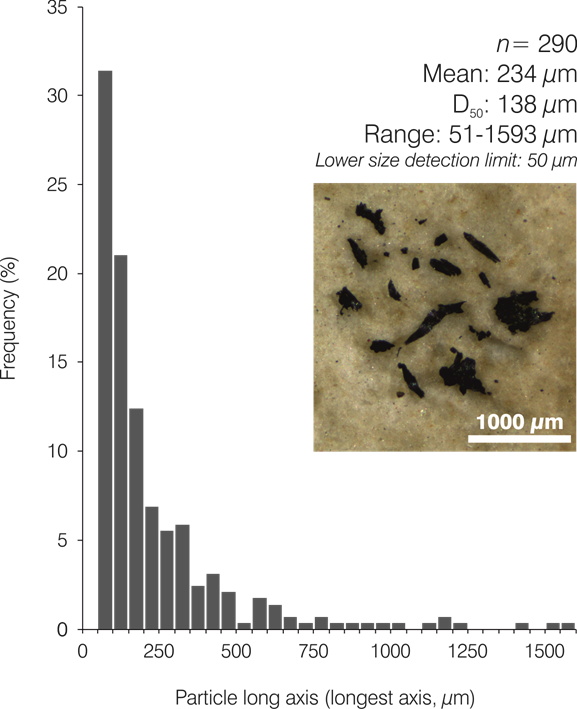 n= 290
Mean: 234 µm
D50: 138 µm
Range: 51-1593 µm
Lower size detection limit: 50 µm
1000 µm
35
30
25
20
15
10
5
0
Frequency (%)
0 250 500 750 1000 1250 1500
Particle long axis (longest axis, µm)